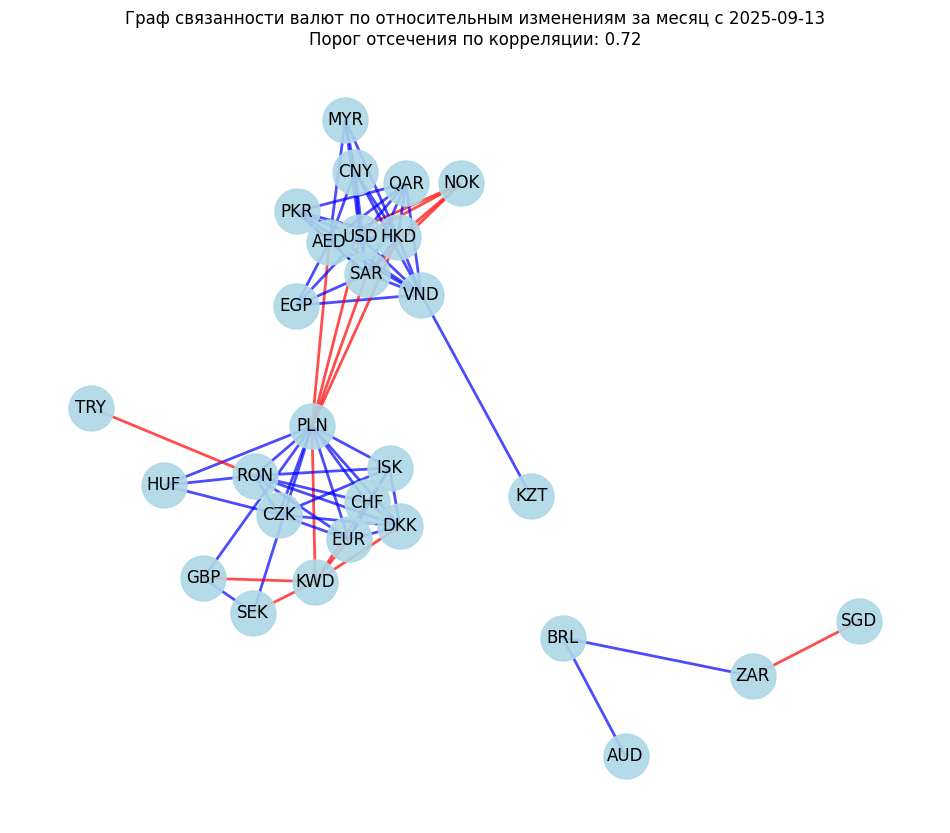 Граф связанности валют по относительным изменениям за месяц с 2025-09-13
Порог отсечения по корреляции: 0.72
MYR
CNY
QAR
NOK
PKR
AED
USD
HKD
SAR
EGP
VND
TRY
PLN
RON
ISK
HUF
CHF
KZT
CZK
DKK
EUR
GBP
KWD
SEK
SGD
BRL
ZAR
AUD